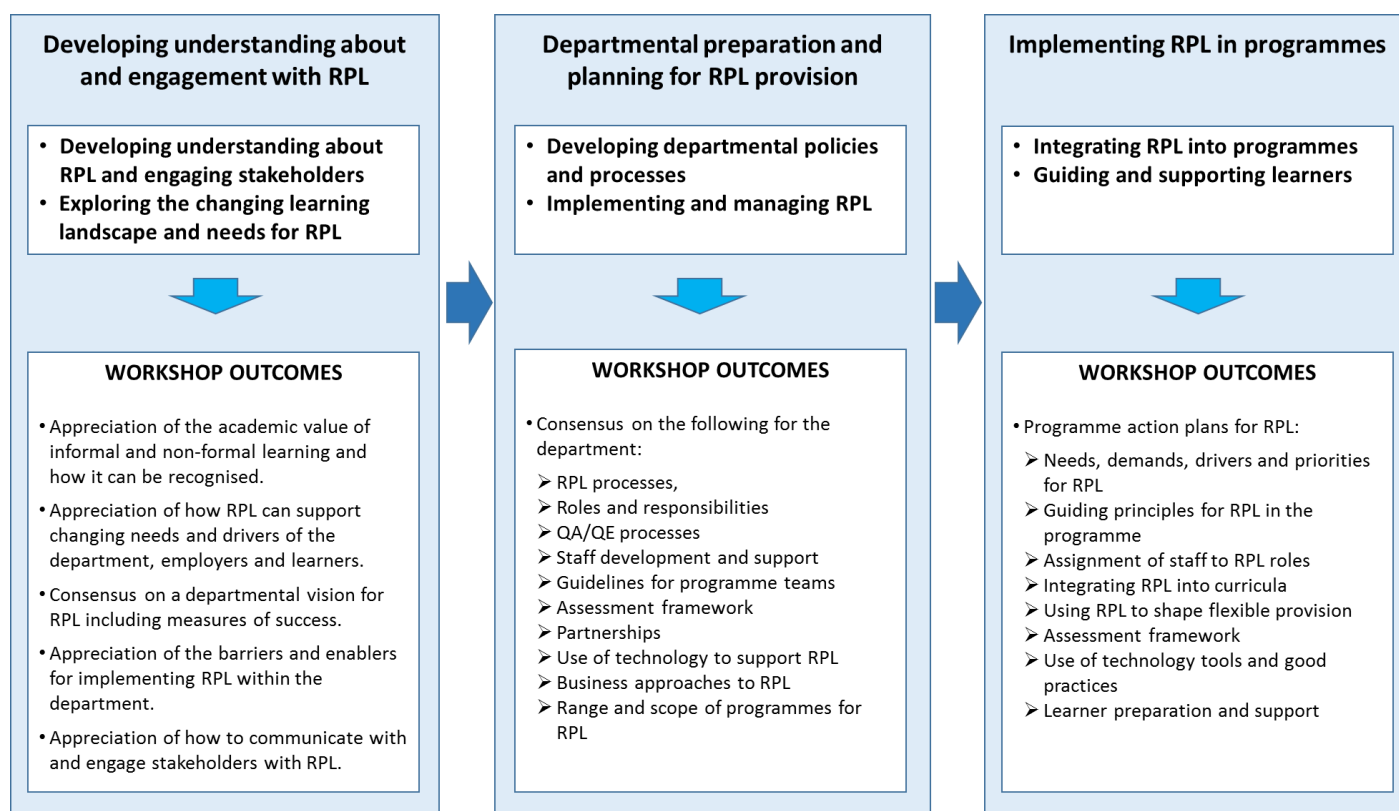 Developing understanding about
and engagement with RPL
• Developing understanding about
RPL and engaging stakeholders
• Exploring the changing learning
landscape and needs for RPL
WORKSHOP OUTCOMES
• Appreciation of the academic value of
informal and non-formal learning and
how it can be recognised.
• Appreciation of how RPL can support
changing needs and drivers of the
department, employers and learners.
• Consensus on a departmental vision for
RPL including measures of success.
• Appreciation of the barriers and enablers
for implementing RPL within the
department.
• Appreciation of how to communicate with
and engage stakeholders with RPL.
Departmental preparation and
planning for RPL provision
• Developing departmental policies
and processes
• Implementing and managing RPL
WORKSHOP OUTCOMES
• Consensus on the following for the
department:
➢ RPL processes,
➢ Roles and responsibilities
➢ QA/QE processes
➢ Staff development and support
➢ Guidelines for programme teams
➢ Assessment framework
➢ Partnerships
➢ Use of technology to support RPL
➢ Business approaches to RPL
➢ Range and scope of programmes for
RPL
Implementing RPL in programmes
• Integrating RPL into programmes
• Guiding and supporting learners
WORKSHOP OUTCOMES
• Programme action plans for RPL:
➢ Needs, demands, drivers and priorities
for RPL
➢ Guiding principles for RPL in the
programme
➢ Assignment of staff to RPL roles
➢ Integrating RPL into curricula
➢ Using RPL to shape flexible provision
➢ Assessment framework
➢ Use of technology tools and good
practices
➢ Learner preparation and support